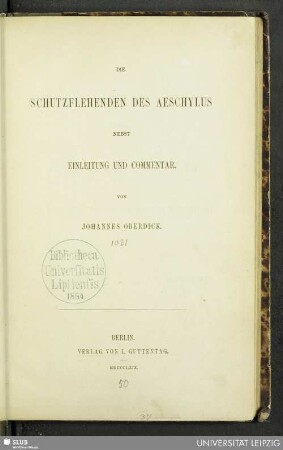 DIE
SCHUTZFLEHENDEN DES AESCHYLUS
NEBST
EINLEITUNG UND COMMENTAR.
VON
JOHANNES OBERDICK.
Bibliotheca
Universitatis
Lipsiensis
1884.
BERLIN.
VERLAG VON I. GUTTENTAG.
50
SLUB
UNIVERSITÄT LEIPZIG